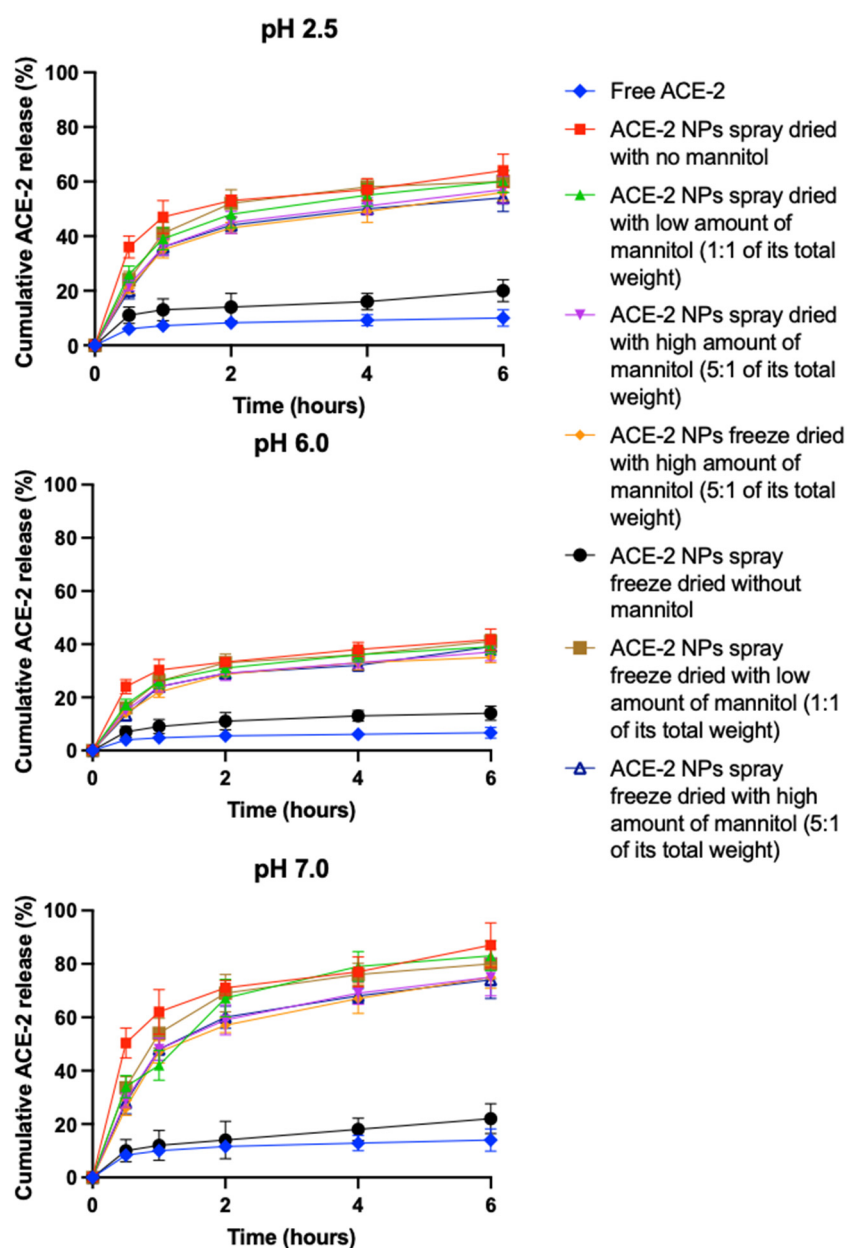 pH 2.5
Cumulative ACE-2 release (%)
100
80
60
40
20
0
0
2
4
6
Time (hours)
pH 6.0
Cumulative ACE-2 release (%)
100
80
60
40
20
0
0
2
4
6
Time (hours)
pH 7.0
Cumulative ACE-2 release (%)
100
80
60
40
20
0
0
2
4
6
Time (hours)
Free ACE-2
ACE-2 NPs spray dried
with no mannitol
ACE-2 NPs spray dried
with low amount of
mannitol (1:1 of its total
weight)
ACE-2 NPs spray dried
with high amount of
mannitol (5:1 of its total
weight)
ACE-2 NPs freeze dried
with high amount of
mannitol (5:1 of its total
weight)
ACE-2 NPs spray
freeze dried without
mannitol
ACE-2 NPs spray
freeze dried with low
amount of mannitol (1:1
of its total weight)
ACE-2 NPs spray
freeze dried with high
amount of mannitol (5:1
of its total weight)